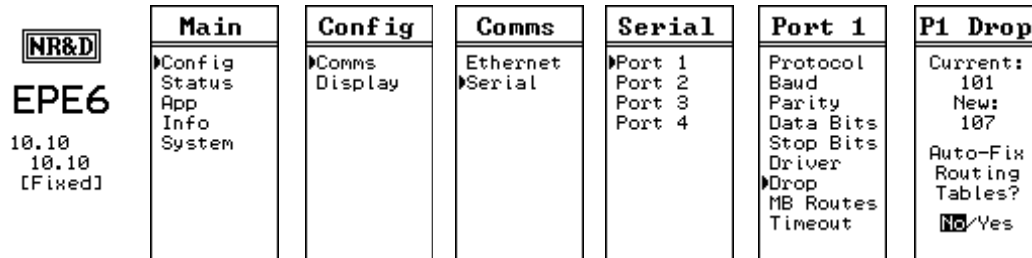 NR&D
EPE6
10.10
10.10
[Fixed]
Main
Config
Status
App
Info
System
Config
Comms
Display
Comms
Ethernet
Serial
Serial
Port 1
Port 2
Port 3
Port 4
Port 1
Protocol
Baud
Parity
Data Bits
Stop Bits
Driver
Drop
MB Routes
Timeout
P1 Drop
Current:
101
New:
107
Auto-Fix
Routing
Tables?
No/Yes